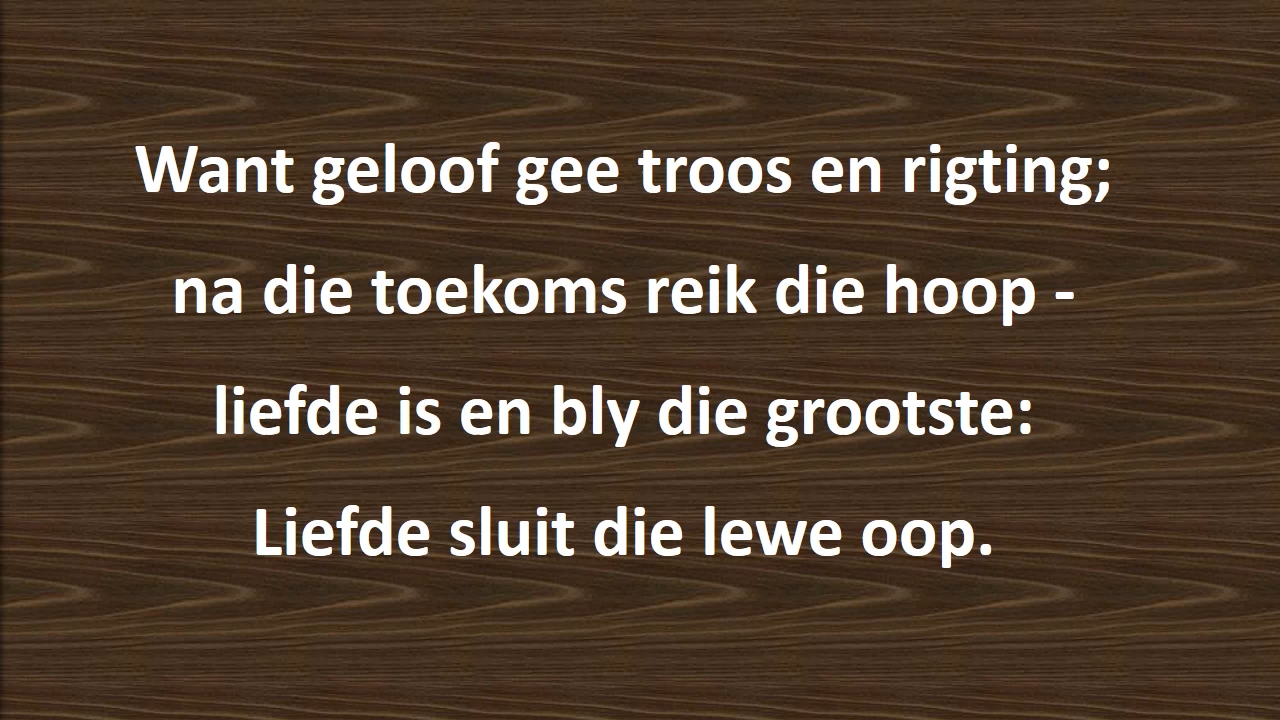 Want geloof gee troos en rigting;
na die toekoms reik die hoop -
liefde is en bly die grootste:
Liefde sluit die lewe oop.